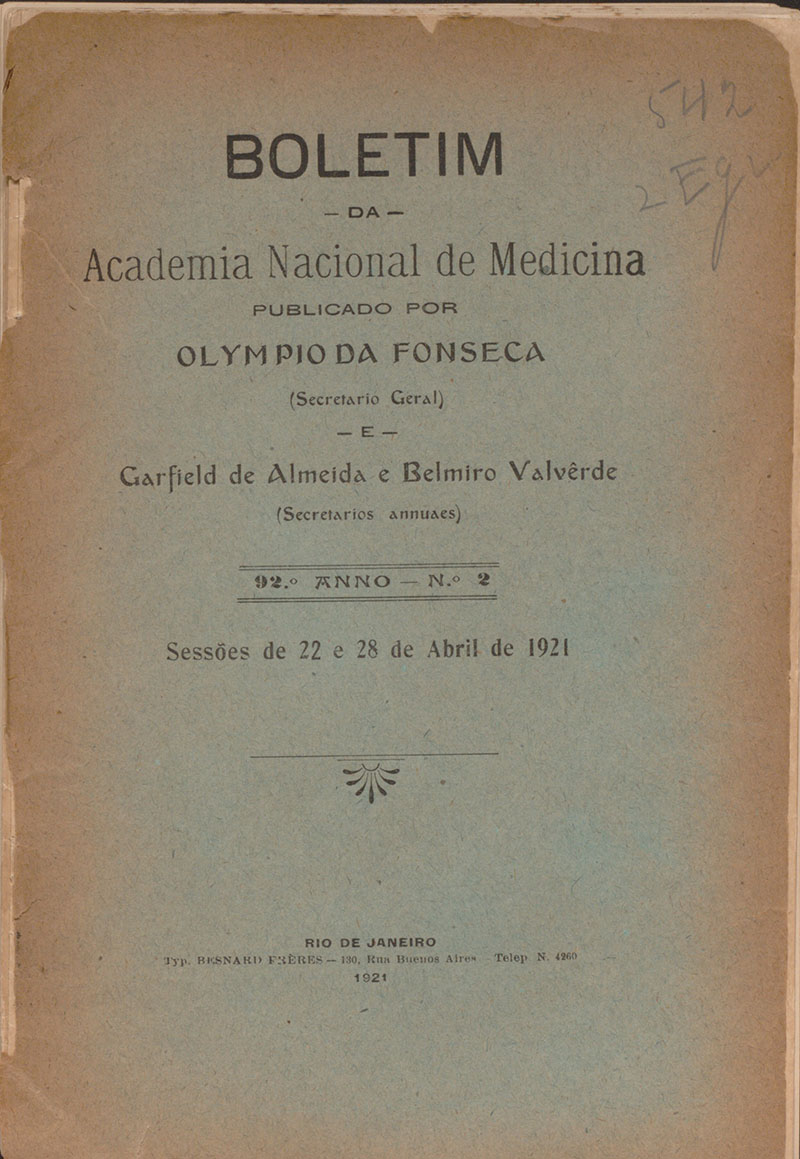 542
2 Eg
BOLETIM
— DA —
Academia Nacional de Medicina
PUBLICADO POR
OLYMPIO DA FONSECA
(Secretario Geral)
— E —
Garfield de Almeida e Belmiro Valvêrde
(Secretarios annuaes)
92.º ANNO — N.º 2
Sessões de 22 e 28 de Abril de 1921
RIO DE JANEIRO
Typ. BESNARD FRÈRES — 130, Rua Buenos Aires Telep N. 4260
1921